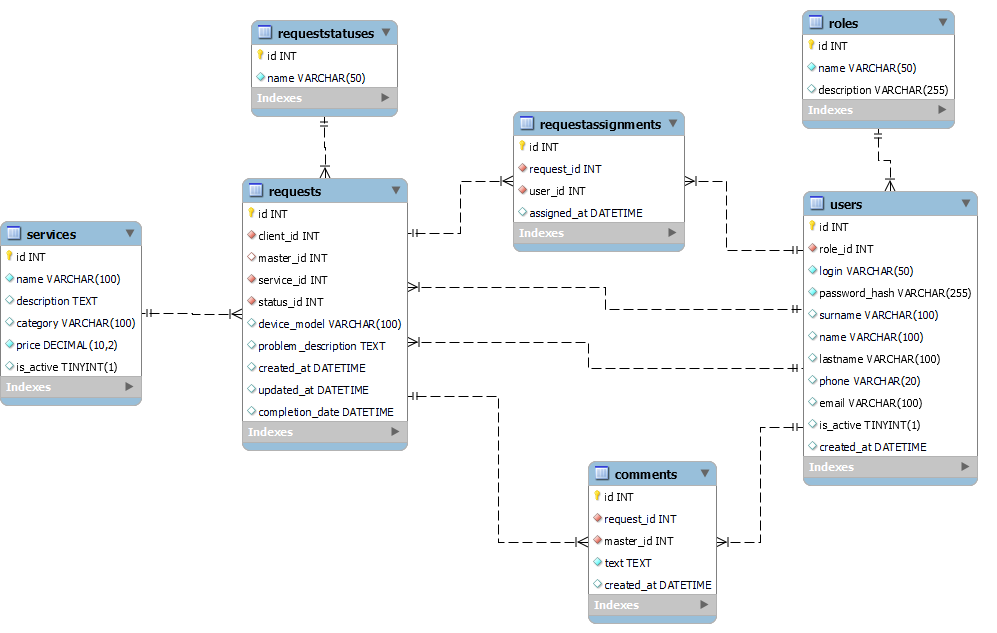 requeststatuses
id INT
name VARCHAR(50)
Indexes
roles
id INT
name VARCHAR(50)
description VARCHAR(255)
Indexes
requestassignments
id INT
request_id INT
user_id INT
assigned_at DATETIME
Indexes
requests
id INT
client_id INT
master_id INT
service_id INT
status_id INT
device_model VARCHAR(100)
problem_description TEXT
created_at DATETIME
updated_at DATETIME
completion_date DATETIME
Indexes
services
id INT
name VARCHAR(100)
description TEXT
category VARCHAR(100)
price DECIMAL(10,2)
is_active TINYINT(1)
Indexes
users
id INT
role_id INT
login VARCHAR(50)
password_hash VARCHAR(255)
surname VARCHAR(100)
name VARCHAR(100)
lastname VARCHAR(100)
phone VARCHAR(20)
email VARCHAR(100)
is_active TINYINT(1)
created_at DATETIME
Indexes
comments
id INT
request_id INT
master_id INT
text TEXT
created_at DATETIME
Indexes